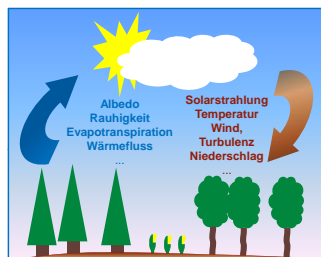 Albedo
Rauhigkeit
Evapotranspiration
Wärmefluss
...
Solarstrahlung
Temperatur
Wind,
Turbulenz
Niederschlag
...